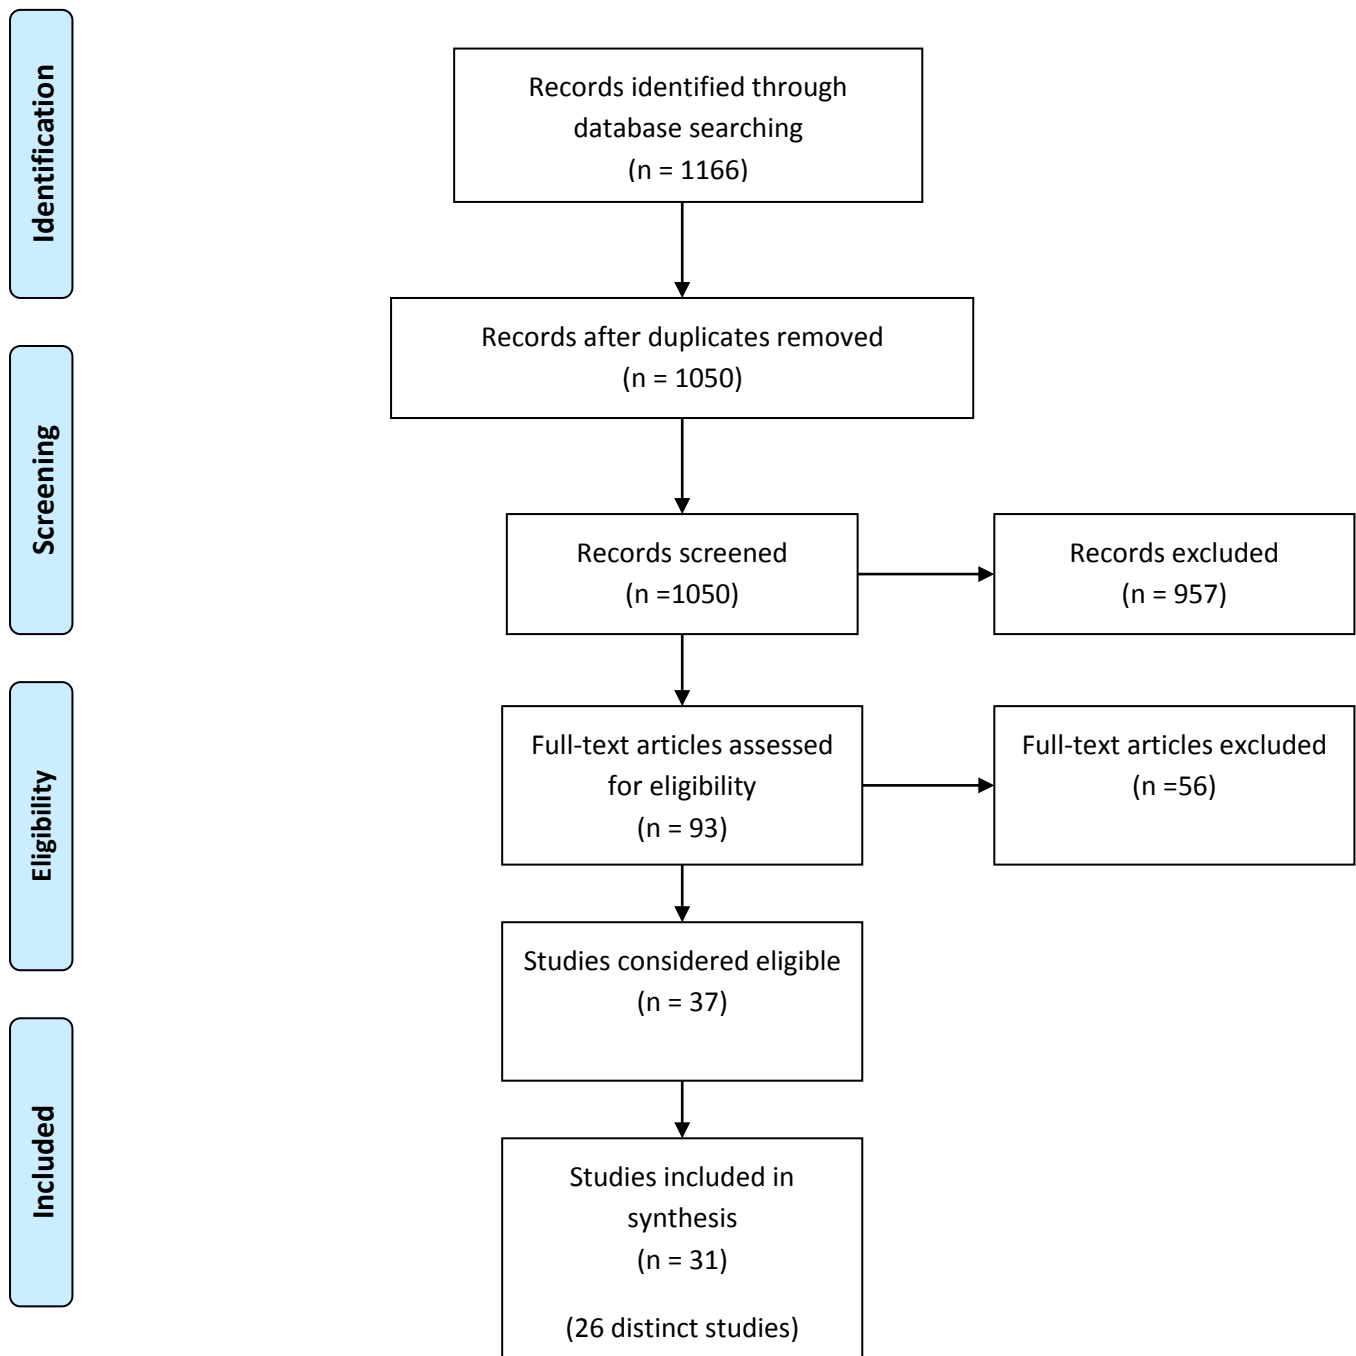 Identification
Records identified through
database searching
(n = 1166)
Records after duplicates removed
(n = 1050)
Screening
Records screened
(n =1050)
Records excluded
(n = 957)
Eligibility
Full-text articles assessed
for eligibility
(n = 93)
Full-text articles excluded
(n =56)
Studies considered eligible
(n = 37)
Included
Studies included in
synthesis
(n = 31)
(26 distinct studies)